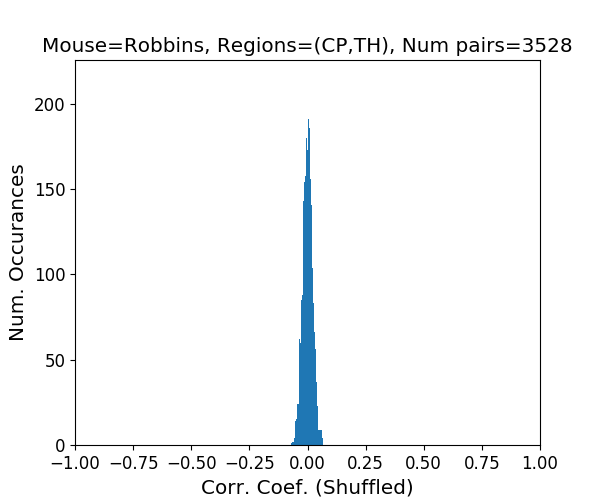 Mouse=Robbins, Regions=(CP,TH), Num pairs=3528
Num. Occurances
200
150
100
50
0
−1.00 −0.75 −0.50 −0.25 0.00 0.25 0.50 0.75 1.00
Corr. Coef. (Shuffled)